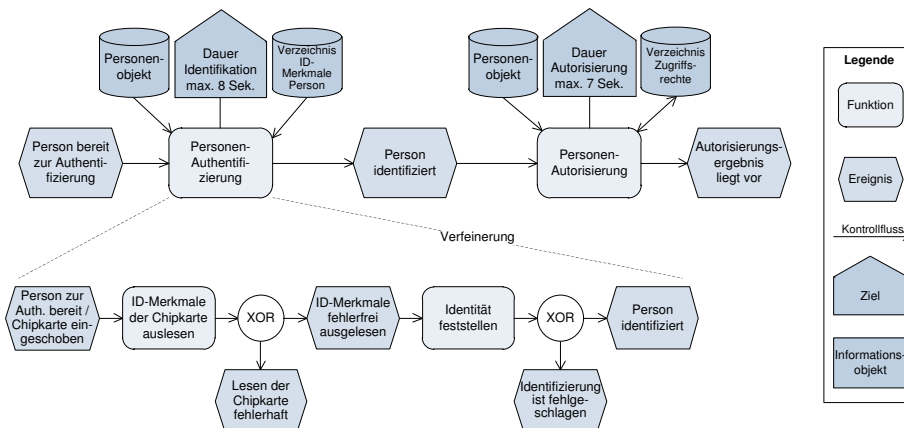 Personen-
objekt
Dauer
Identifikation
max. 8 Sek.
Verzeichnis
ID-
Merkmale
Person
Personen-
objekt
Dauer
Autorisierung
max. 7 Sek.
Verzeichnis
Zugriffs-
rechte
Person bereit
zur Authenti-
fizierung
Personen-
Authentifi-
zierung
Person
identifiziert
Personen-
Autorisierung
Autorisierungs-
ergebnis
liegt vor
Verfeinerung
Person zur
Auth. bereit /
Chipkarte ein-
geschoben
ID-Merkmale
der Chipkarte
auslesen
XOR
ID-Merkmale
fehlerfrei
ausgelesen
Identität
feststellen
XOR
Person
identifiziert
Lesen der
Chipkarte
fehlerhaft
Identifizierung
ist fehlge-
schlagen
Legende
Funktion
Ereignis
Kontrollfluss
Ziel
Informations-
objekt